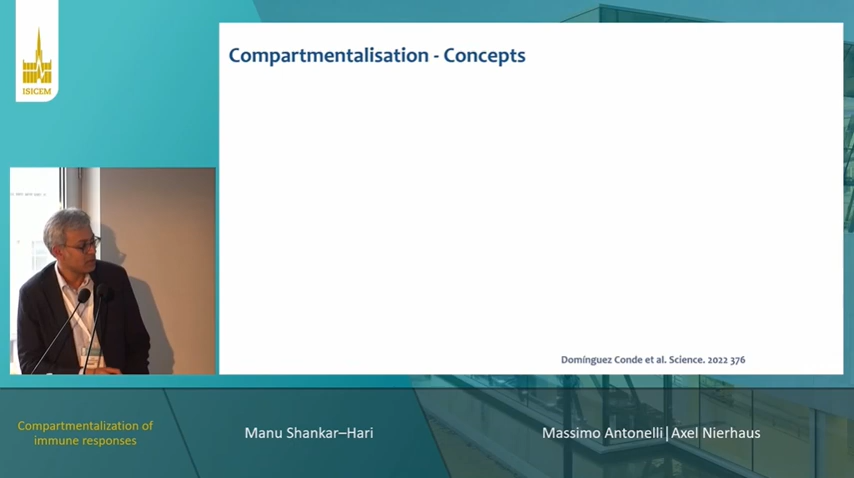 ISICEM
Compartmentalisation - Concepts
Domínguez Conde et al. Science. 2022 376
Compartmentalization of
immune responses
Manu Shankar–Hari
Massimo Antonelli|Axel Nierhaus